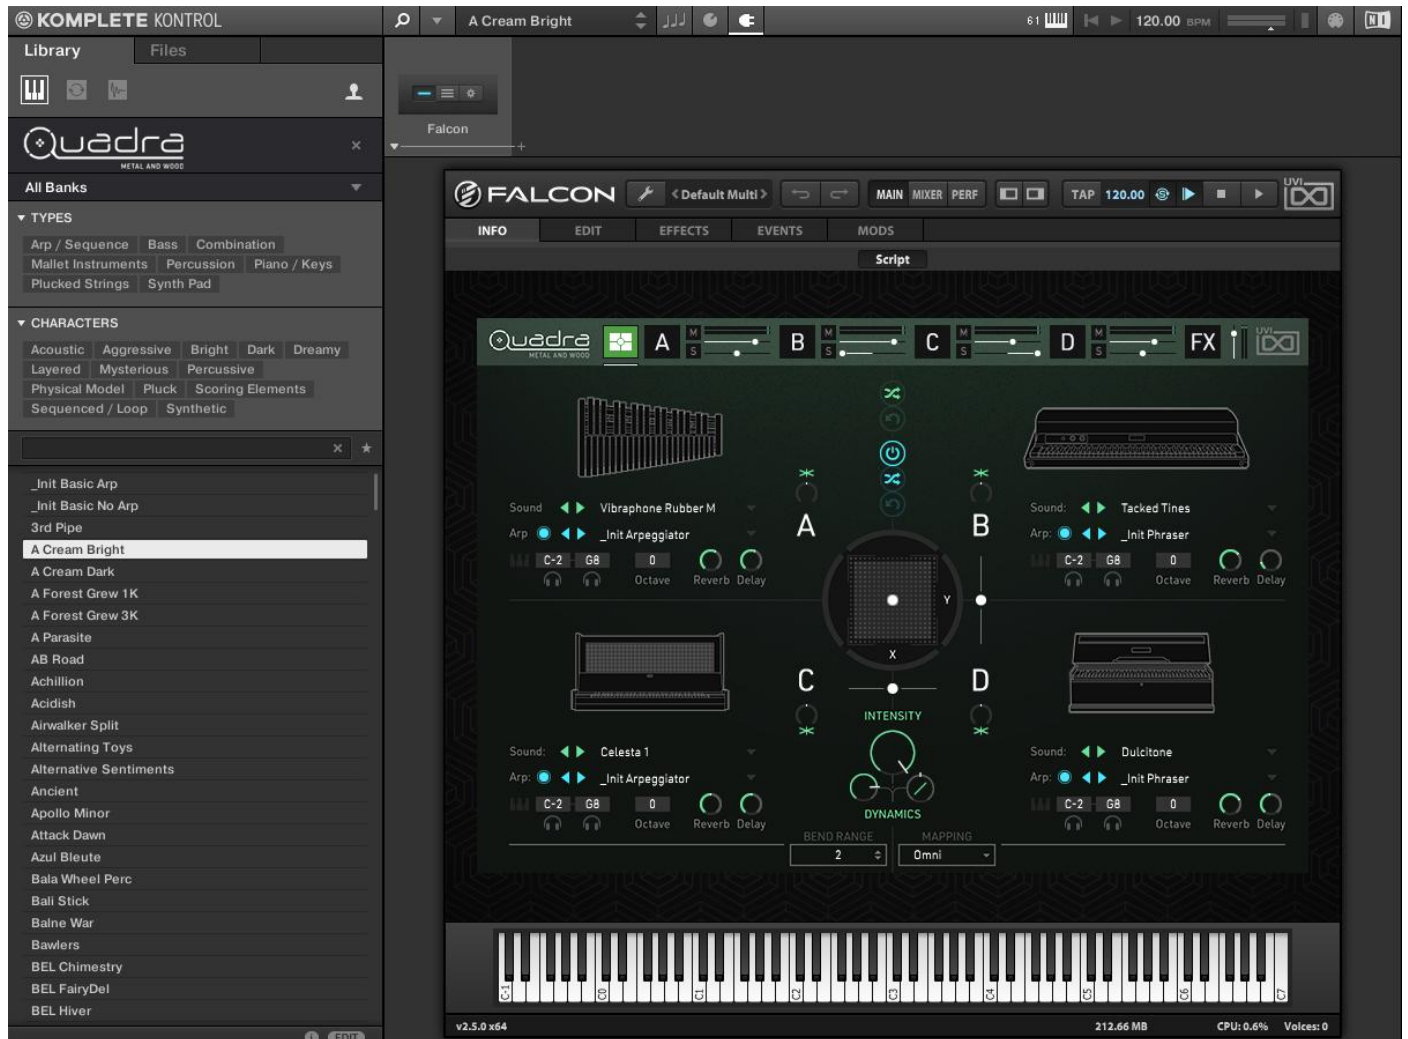 KOMPLETE KONTROL
A Cream Bright
61
120.00 BPM
Library Files
Falcon
Quadra
METAL AND WOOD
All Banks
TYPES
Arp / Sequence Bass Combination
Mallet Instruments Percussion Piano / Keys
Plucked Strings Synth Pad
CHARACTERS
Acoustic Aggressive Bright Dark Dreamy
Layered Mysterious Percussive
Physical Model Pluck Scoring Elements
Sequenced / Loop Synthetic
_Init Basic Arp
_Init Basic No Arp
3rd Pipe
A Cream Bright
A Cream Dark
A Forest Grew 1K
A Forest Grew 3K
A Parasite
AB Road
Achillion
Acidish
Airwalker Split
Alternating Toys
Alternative Sentiments
Ancient
Apollo Minor
Attack Dawn
Azul Bleute
Bala Wheel Perc
Bali Stick
Balne War
Bawlers
BEL Chimestry
BEL FairyDel
BEL Hiver
EDIT
FALCON
Default Multi
MAIN MIXER PERF
TAP 120.00
UVI
INFO EDIT EFFECTS EVENTS MODS
Script
Quadra
METAL AND WOOD
A M S B M S C M S D M S FX
UVI
Sound Vibraphone Rubber M
Arp _Init Arpeggiator
C-2 G8 0
Octave Reverb Delay
A
B
Sound: Tacked Tines
Arp: _Init Phraser
C-2 G8 0
Octave Reverb Delay
Y
X
C
D
INTENSITY
DYNAMICS
Sound: Celesta 1
Arp: _Init Arpeggiator
C-2 G8 0
Octave Reverb Delay
Sound: Dulcitone
Arp: _Init Phraser
C-2 G8 0
Octave Reverb Delay
BEND RANGE MAPPING
2 Omni
C-1 C0 C1 C2 C3 C4 C5 C6 C7
v2.5.0 x64 212.66 MB CPU: 0.6% Voices: 0